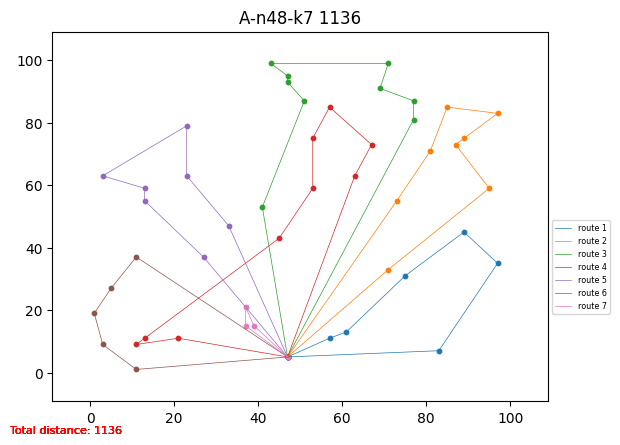 A-n48-k7 1136
100
80
60
40
20
0
0 20 40 60 80 100
route 1
route 2
route 3
route 4
route 5
route 6
route 7
Total distance: 1136